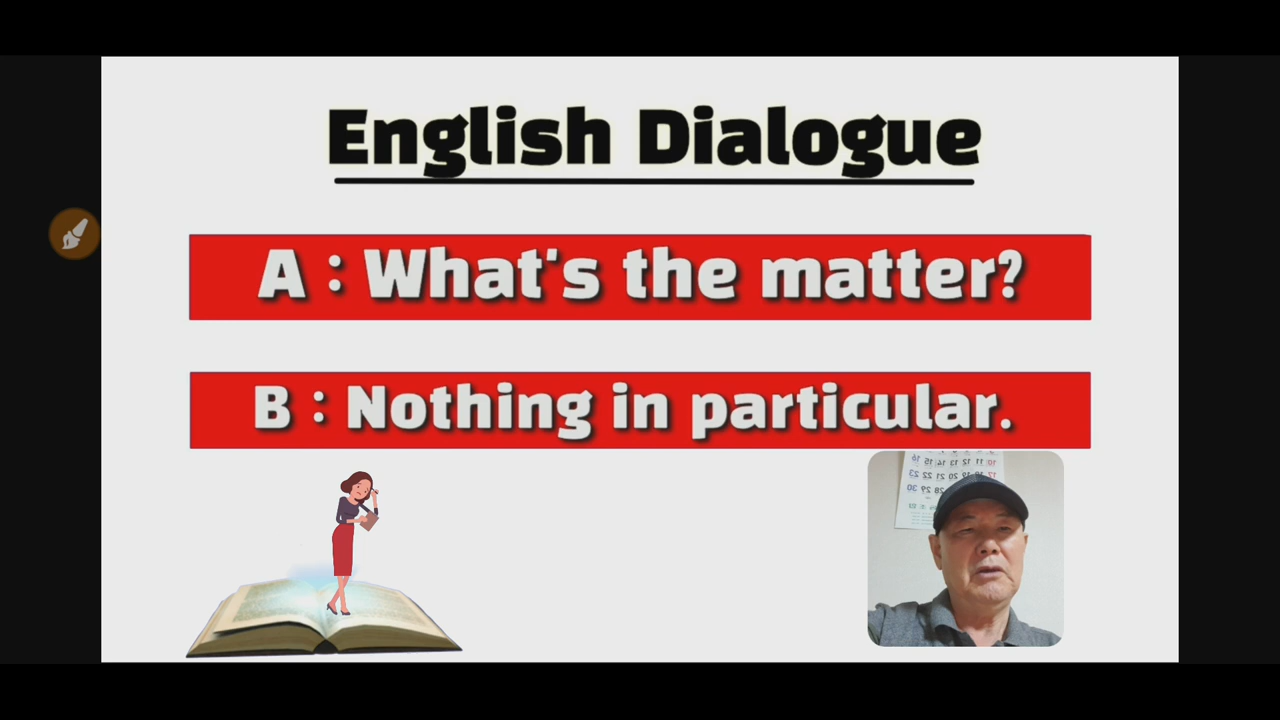 English Dialogue
A : What's the matter?
B : Nothing in particular.